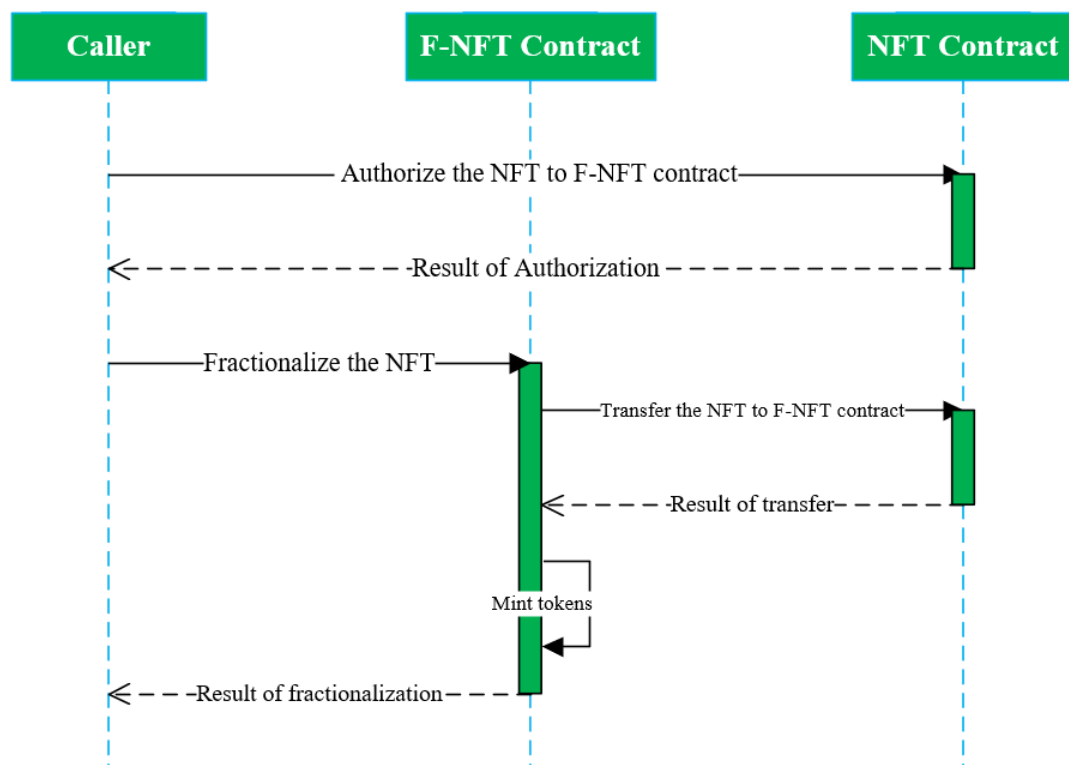 Caller
F-NFT Contract
NFT Contract
Authorize the NFT to F-NFT contract
Result of Authorization
Fractionalize the NFT
Transfer the NFT to F-NFT contract
Result of transfer
Mint tokens
Result of fractionalization